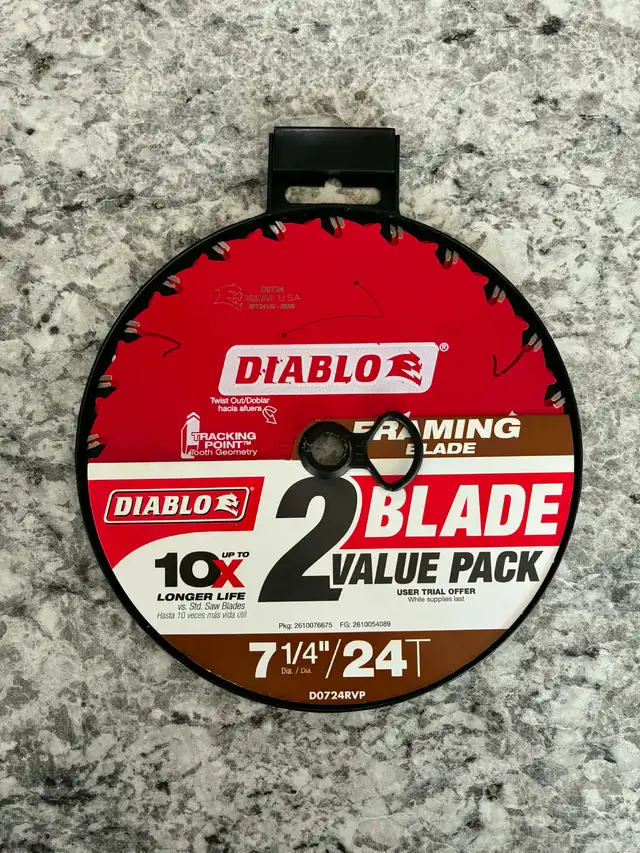 D0724
USA
DIABLO®
Twist Out/Doblar
hacia afuera
TRACKING
POINT™
Tooth Geometry
FRAMING
BLADE
DIABLO®
2 BLADE
VALUE PACK
USER TRIAL OFFER
While supplies last
UP TO
10X
LONGER LIFE
vs. Std. Saw Blades
Hasta 10 veces más vida útil
Pkg: 2610076675 FG: 2610054089
7 1/4"/24T
Dia. / Diá.
D0724RVP